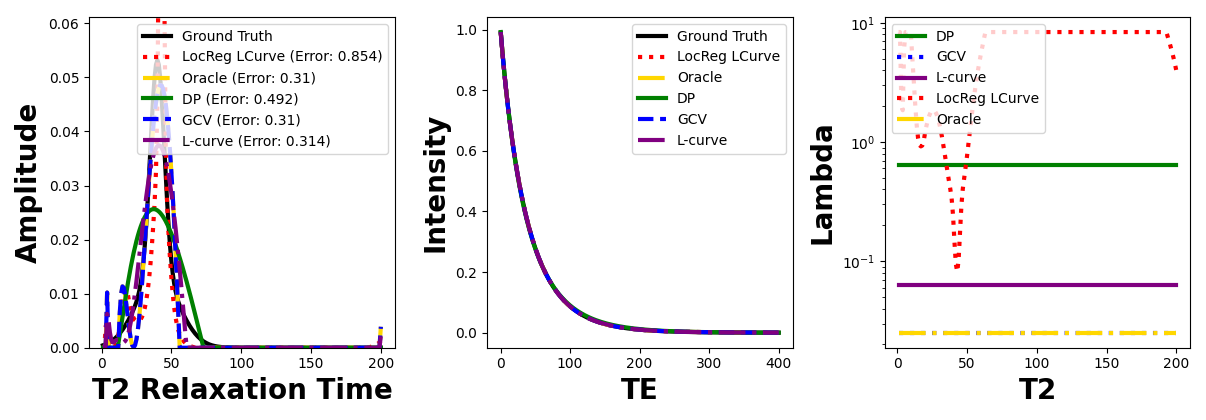 0.06
0.05
0.04
0.03
0.02
0.01
0.00
Amplitude
Ground Truth
LocReg LCurve (Error: 0.854)
Oracle (Error: 0.31)
DP (Error: 0.492)
GCV (Error: 0.31)
L-curve (Error: 0.314)
0 50 100 150 200
T2 Relaxation Time
1.0
0.8
0.6
0.4
0.2
0.0
Intensity
Ground Truth
LocReg LCurve
Oracle
DP
GCV
L-curve
0 100 200 300 400
TE
10¹
10⁰
10⁻¹
Lambda
DP
GCV
L-curve
LocReg LCurve
Oracle
0 50 100 150 200
T2